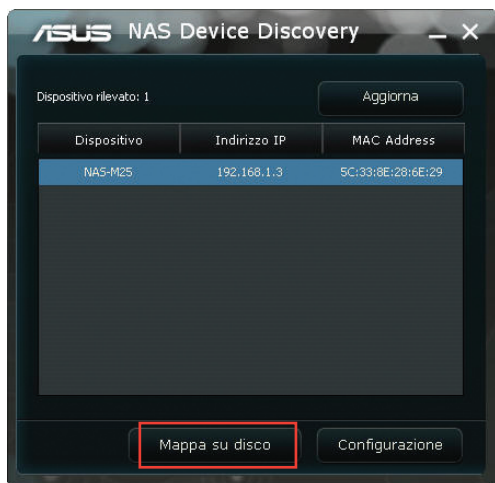 ASUS NAS Device Discovery
Dispositivo rilevato: 1
Aggiorna
Dispositivo Indirizzo IP MAC Address
NAS-M25 192.168.1.3 5C:33:8E:28:6E:29
Mappa su disco Configurazione